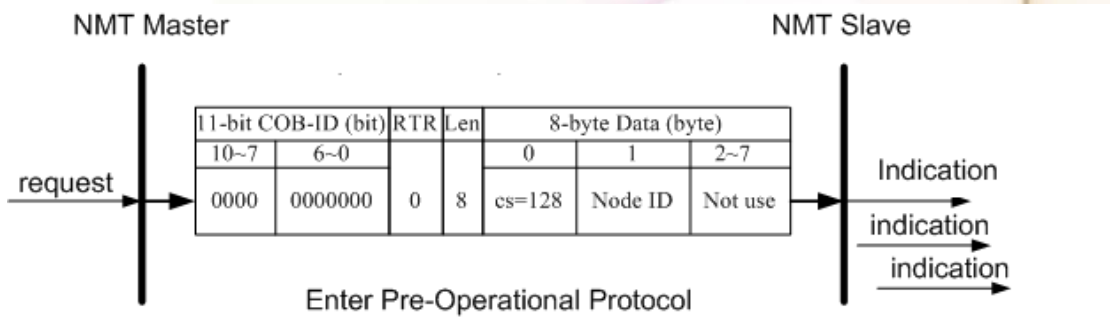 NMT Master
NMT Slave
11-bit COB-ID (bit) RTR Len 8-byte Data (byte)
10~7 6~0 0 1 2~7
request 0000 0000000 0 8 cs=128 Node ID Not use
Indication
indication
indication
Enter Pre-Operational Protocol